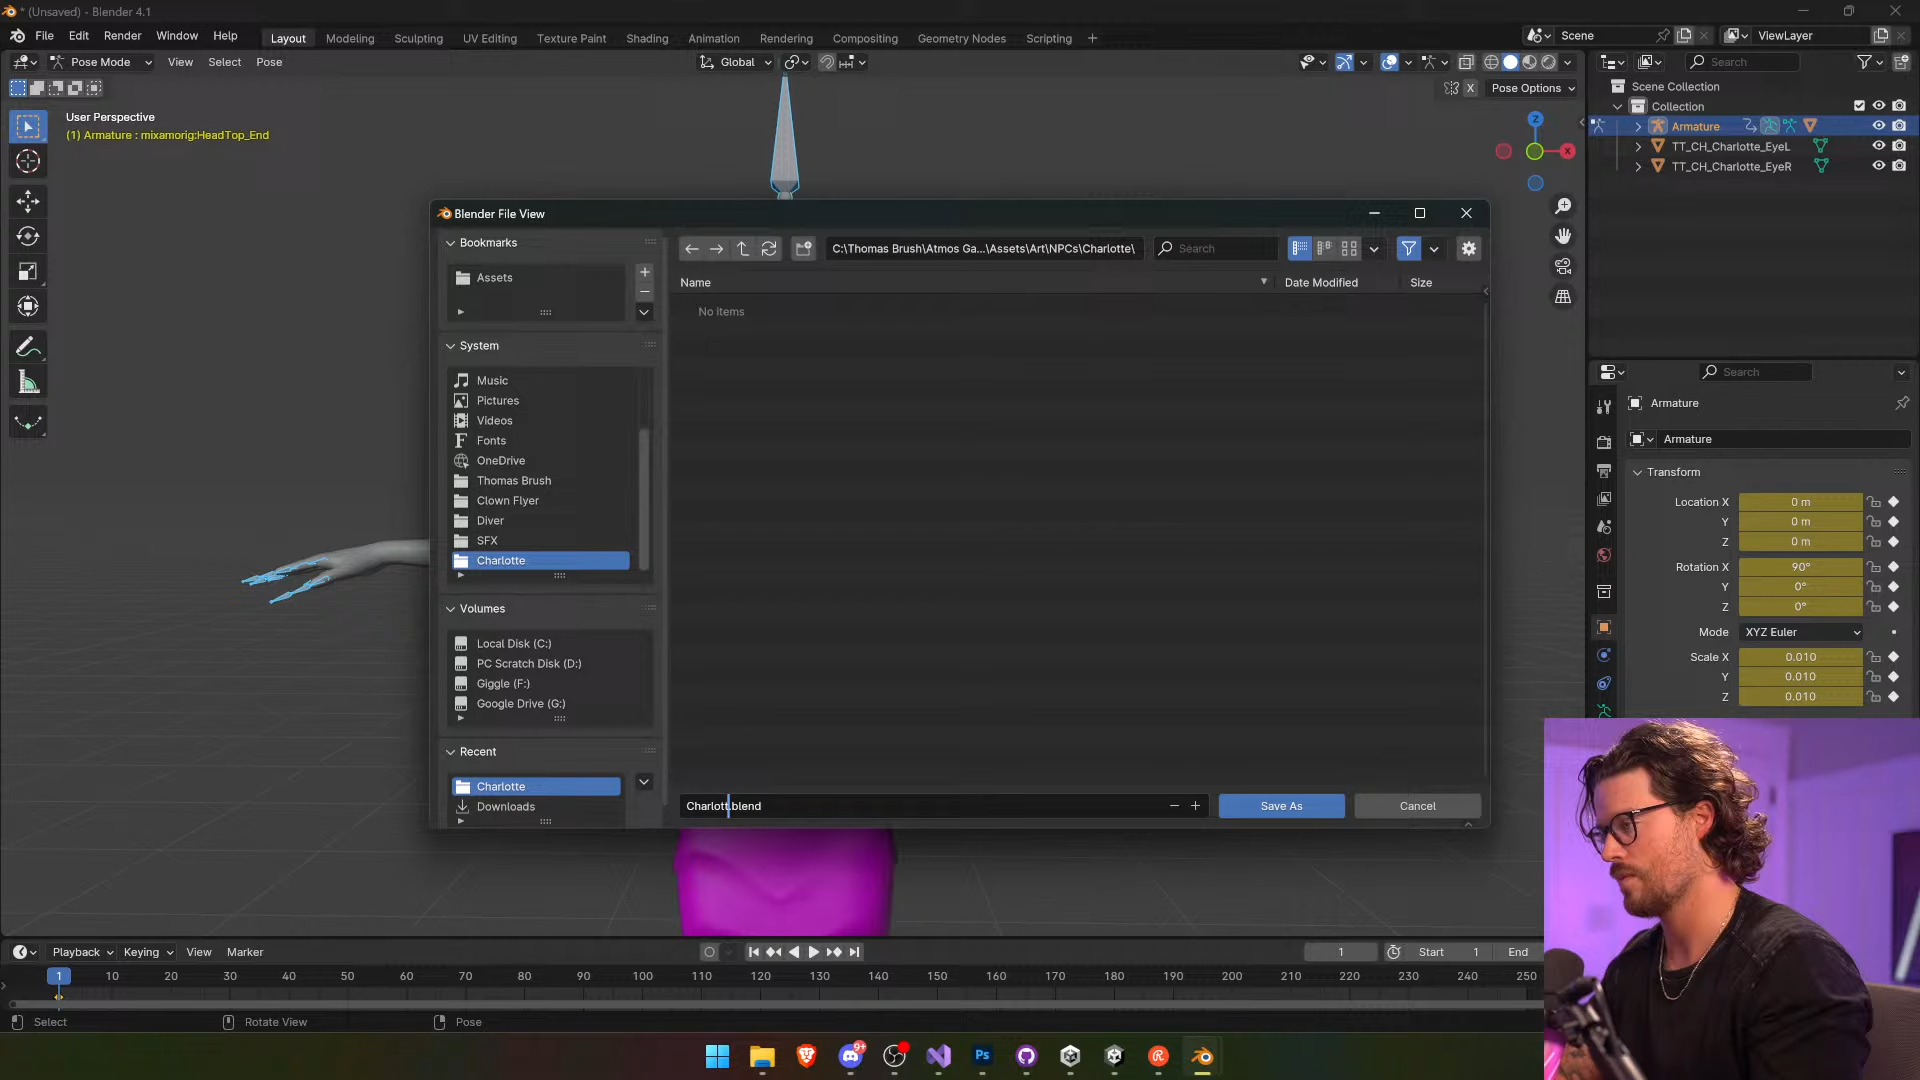 * (Unsaved) - Blender 4.1
File Edit Render Window Help
Layout Modeling Sculpting UV Editing Texture Paint Shading Animation Rendering Compositing Geometry Nodes Scripting
Scene
ViewLayer
Pose Mode View Select Pose
Global
Search
X Pose Options
User Perspective
(1) Armature : mixamorig:HeadTop_End
Z
X
Scene Collection
Collection
Armature
TT_CH_Charlotte_EyeL
TT_CH_Charlotte_EyeR
Blender File View
Bookmarks
Assets
System
Music
Pictures
Videos
Fonts
OneDrive
Thomas Brush
Clown Flyer
Diver
SFX
Charlotte
Volumes
Local Disk (C:)
PC Scratch Disk (D:)
Giggle (F:)
Google Drive (G:)
Recent
Charlotte
Downloads
C:\Thomas Brush\Atmos Ga...\Assets\Art\NPCs\Charlotte\
Search
Name Date Modified Size
No items
Charlott.blend
Save As
Cancel
Search
Armature
Armature
Transform
Location X 0 m
Y 0 m
Z 0 m
Rotation X 90°
Y 0°
Z 0°
Mode XYZ Euler
Scale X 0.010
Y 0.010
Z 0.010
Playback Keying View Marker
1 Start 1 End
1 10 20 30 40 50 60 70 80 90 100 110 120 130 140 150 160 170 180 190 200 210 220 230 240 250
Select Rotate View Pose
9+
Ps